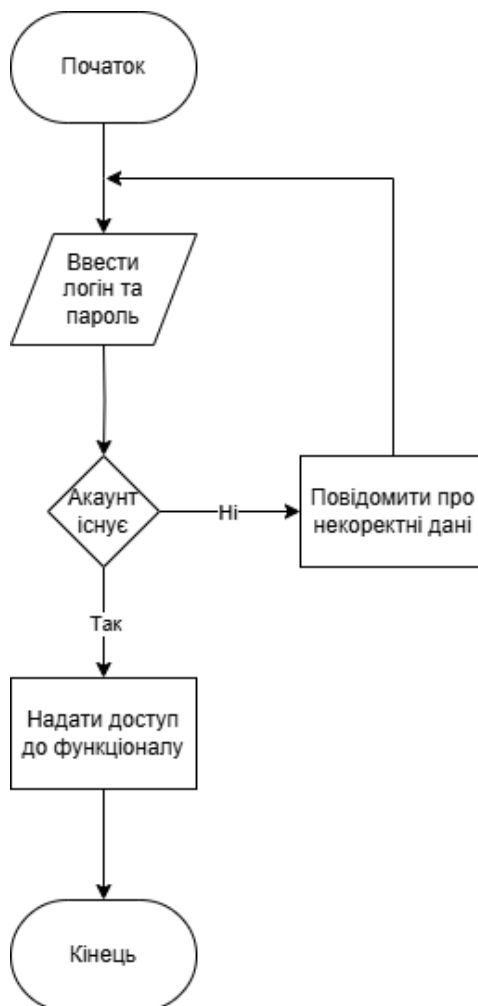 Початок
Ввести
логін та
пароль
Акаунт
існує
Ні
Повідомити про
некоректні дані
Так
Надати доступ
до функціоналу
Кінець